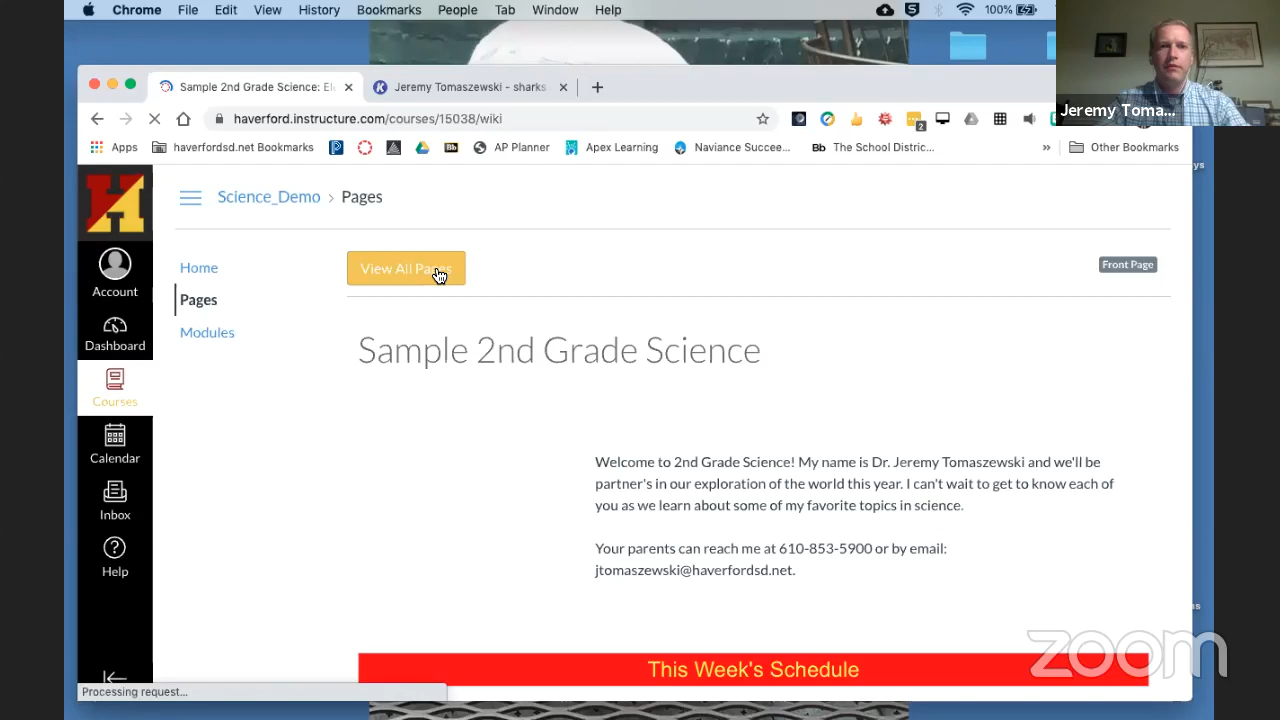 Chrome File Edit View History Bookmarks People Tab Window Help 100%
Sample 2nd Grade Science: El
Jeremy Tomaszewski - sharks
haverford.instructure.com/courses/15038/wiki
2
Jeremy Toma...
Apps haverfordsd.net Bookmarks AP Planner Apex Learning Naviance Succee... Bb The School Distric... » Other Bookmarks
ys
H
Science_Demo > Pages
Home
Pages
Modules
Account
Dashboard
Courses
Calendar
Inbox
Help
View All Pages
Front Page
Sample 2nd Grade Science
Welcome to 2nd Grade Science! My name is Dr. Jeremy Tomaszewski and we'll be
partner's in our exploration of the world this year. I can't wait to get to know each of
you as we learn about some of my favorite topics in science.
Your parents can reach me at 610-853-5900 or by email:
jtomaszewski@haverfordsd.net.
This Week's Schedule
zoom
Processing request...